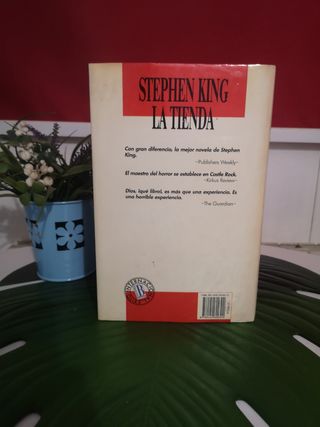 STEPHEN KING
LA TIENDA
Con gran diferencia, la mejor novela de Stephen
King.
-Publishers Weekly-
El maestro del horror se establece en Castle Rock.
-Kirkus Review-
Dios, ¡qué libro!, es más que una experiencia. Es
una horrible experiencia.
-The Guardian-